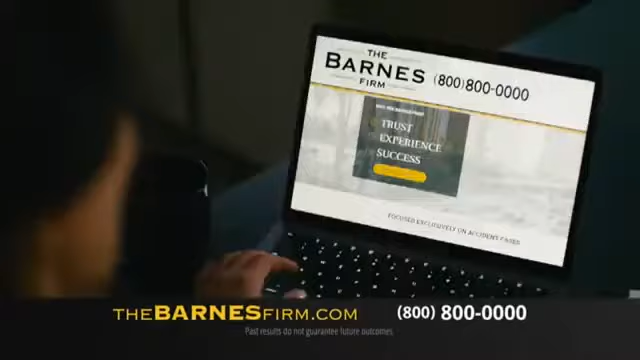 THE
BARNES
FIRM
(800)800-0000
TRUST
EXPERIENCE
SUCCESS
FOCUSED EXCLUSIVELY ON ACCIDENT CASES
THEBARNESFIRM.COM (800) 800-0000
Past results do not guarantee future outcomes.